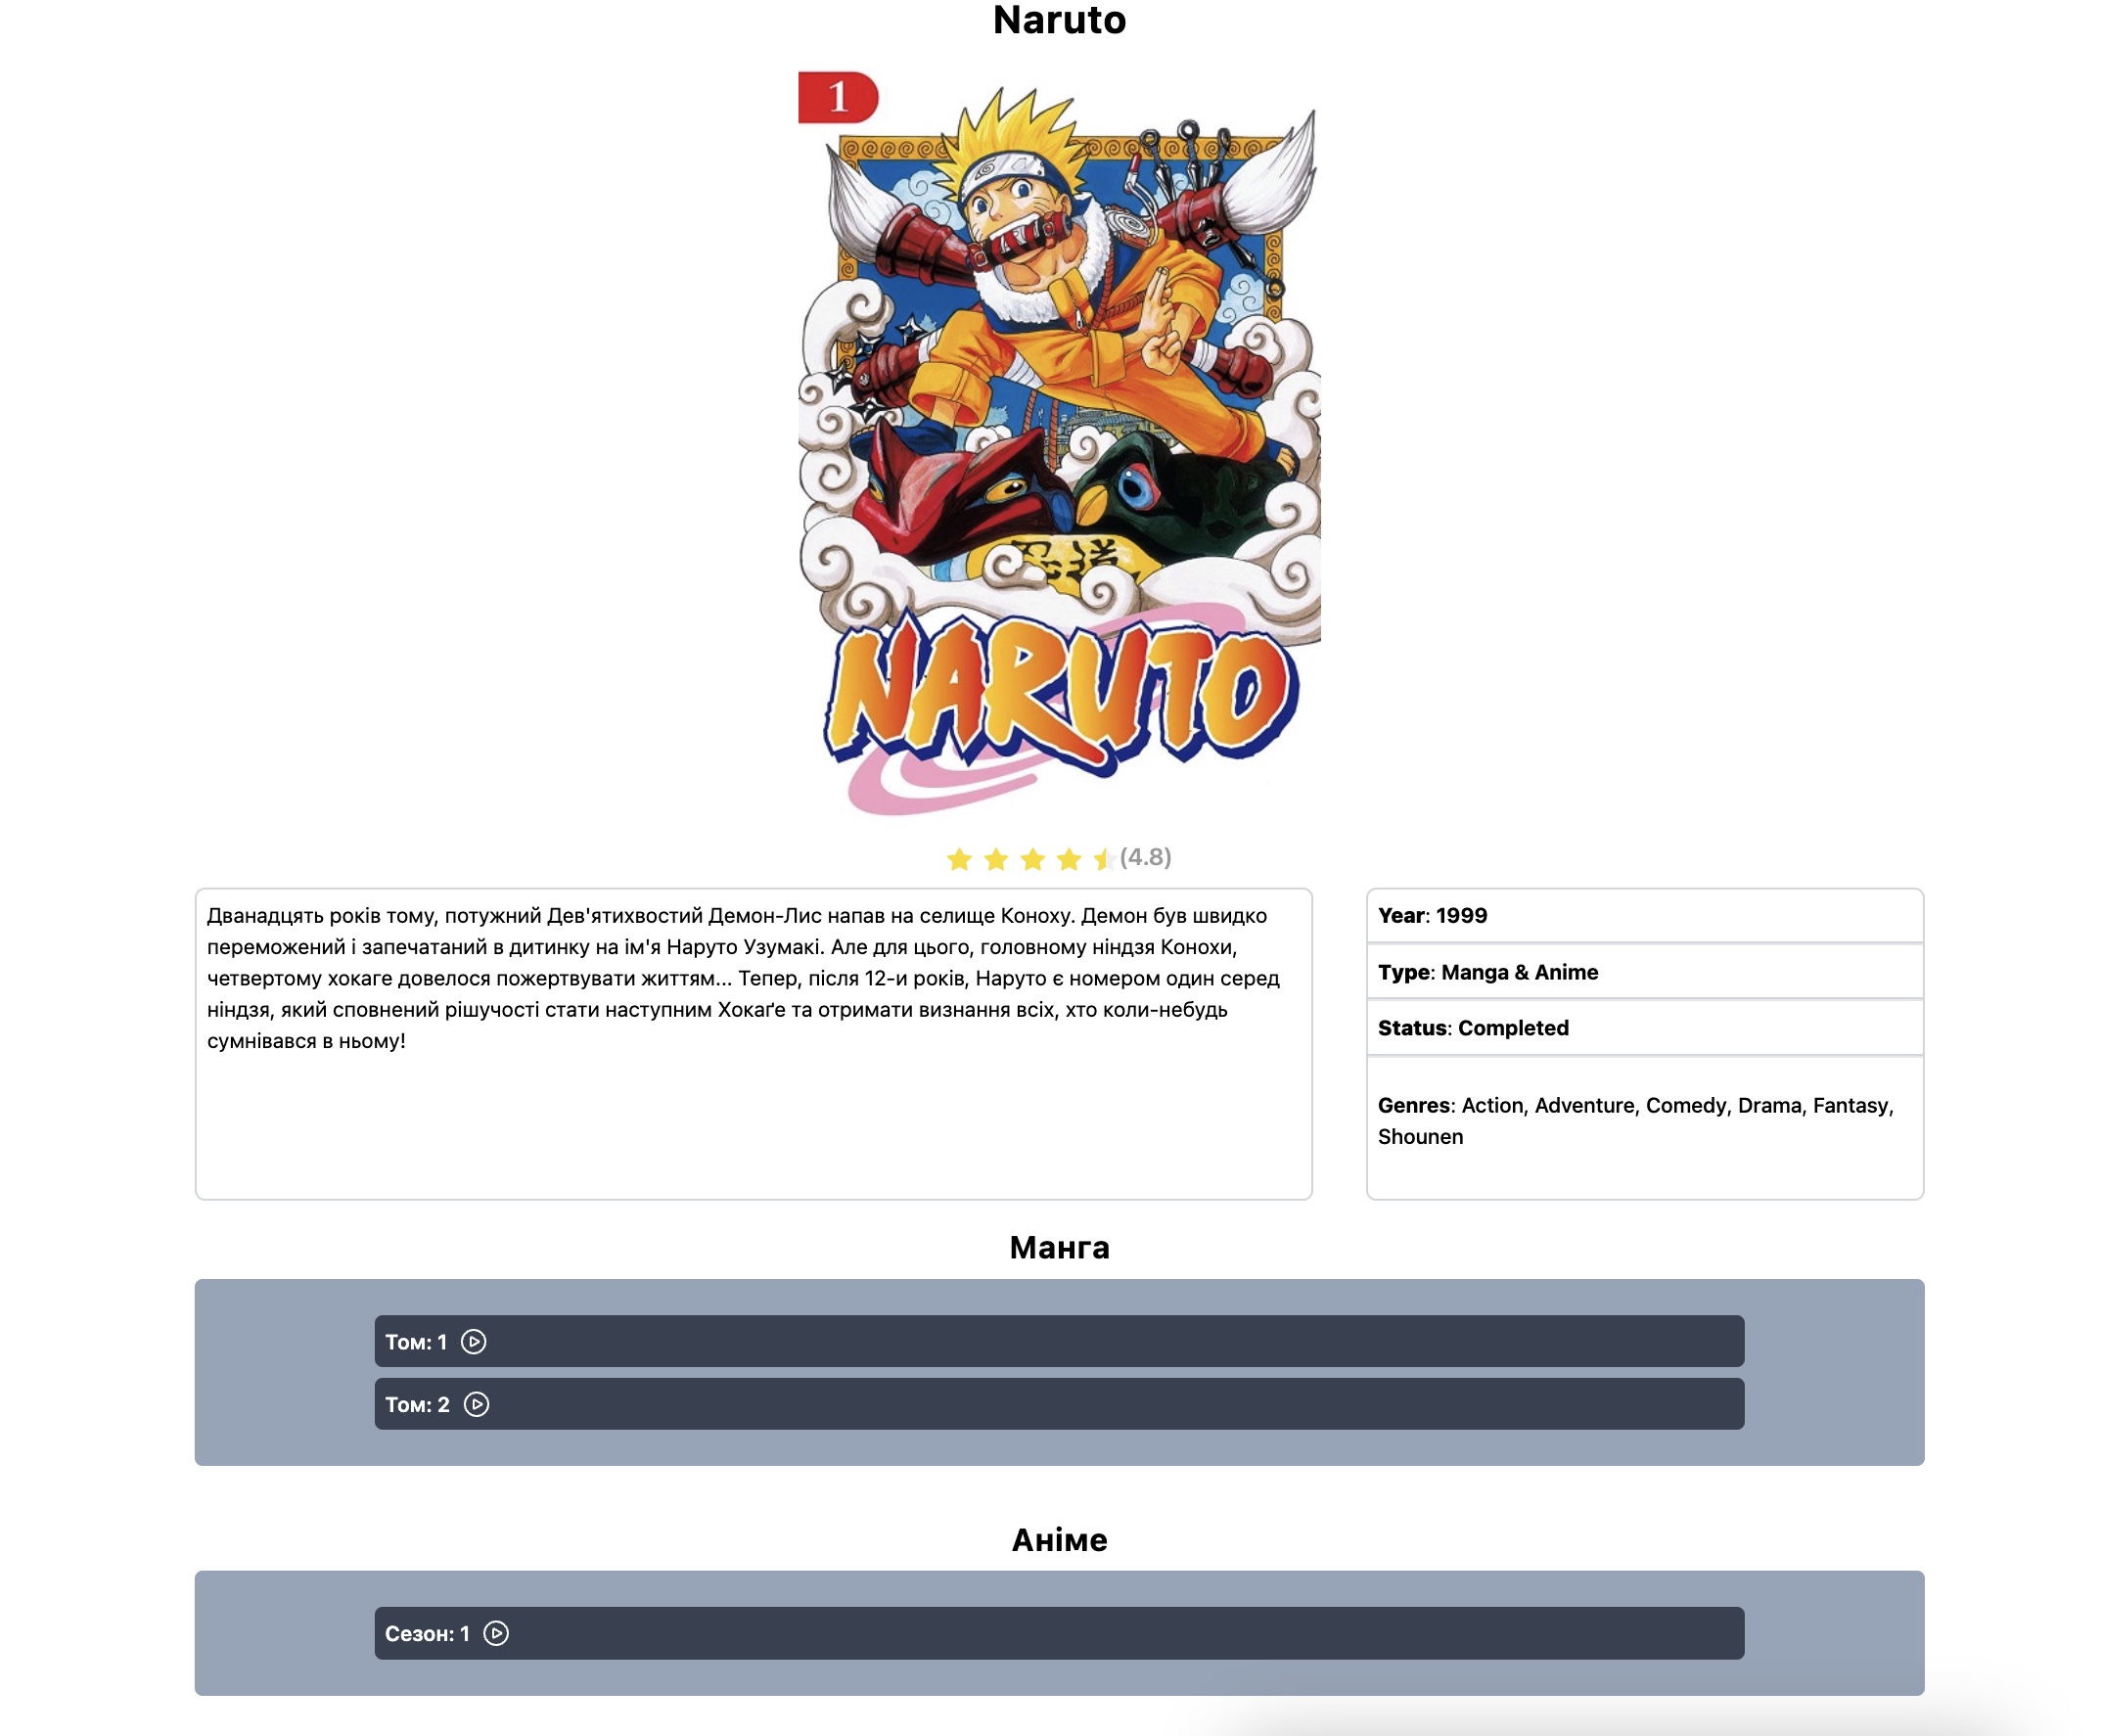 Naruto
1
NARUTO
(4.8)
Дванадцять років тому, потужний Дев'ятихвостий Демон-Лис напав на селище Коноху. Демон був швидко
переможений і запечатаний в дитинку на ім'я Наруто Узумакі. Але для цього, головному ніндзя Конохи,
четвертому хокаге довелося пожертвувати життям... Тепер, після 12-и років, Наруто є номером один серед
ніндзя, який сповнений рішучості стати наступним Хокаґе та отримати визнання всіх, хто коли-небудь
сумнівався в ньому!
Year: 1999
Type: Manga & Anime
Status: Completed
Genres: Action, Adventure, Comedy, Drama, Fantasy,
Shounen
Манга
Том: 1
Том: 2
Аніме
Сезон: 1